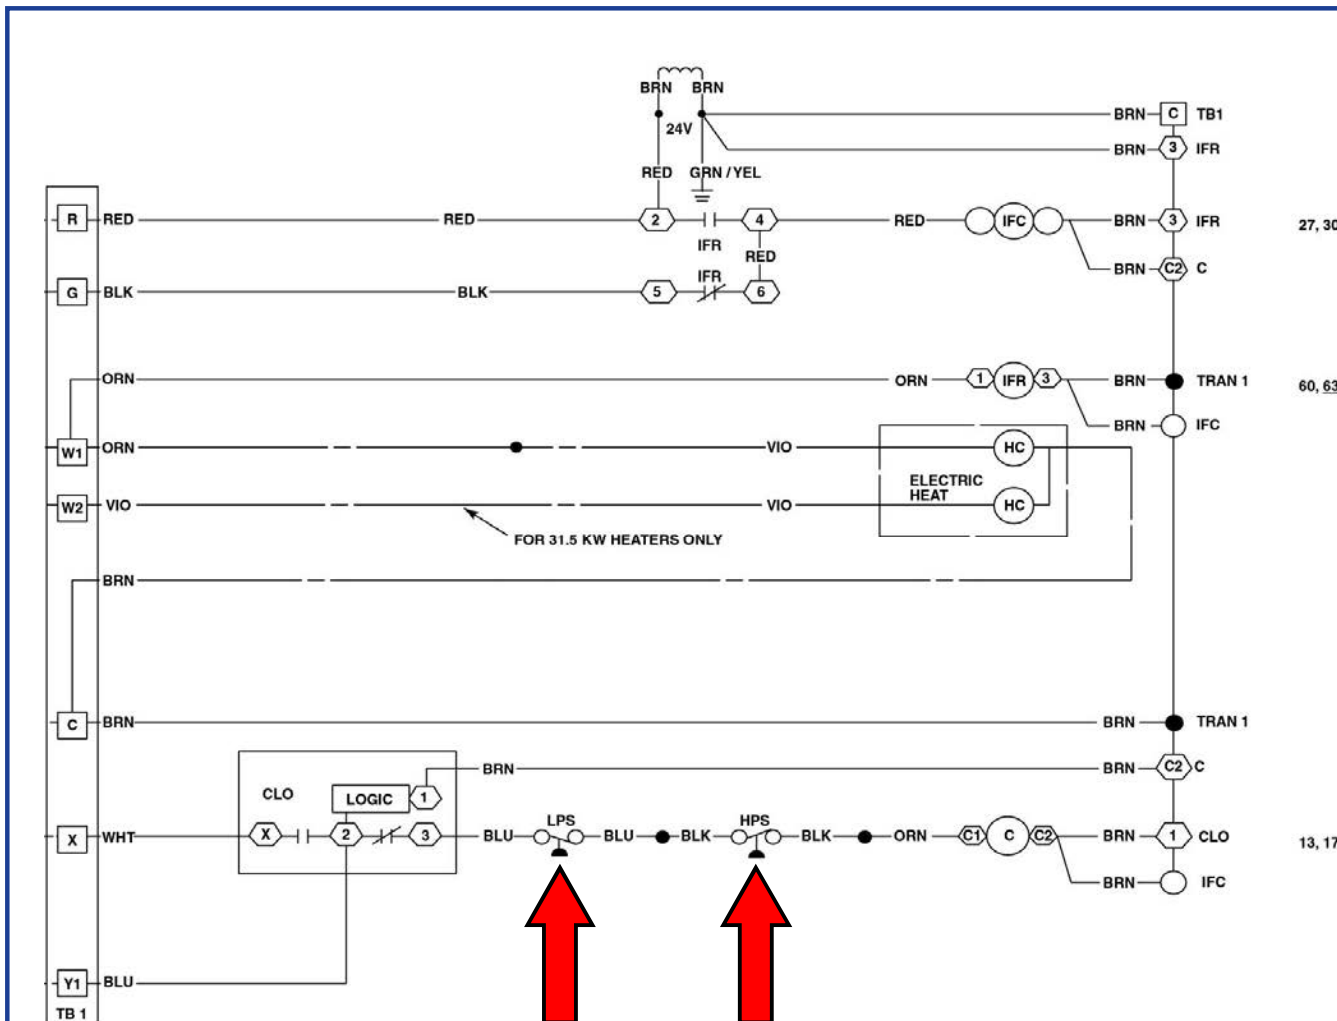 BRN BRN
24V
BRN C TB1
BRN 3 IFR
RED GRN/YEL
R RED RED 2 4 RED IFC BRN 3 IFR 27, 30
IFR
RED
BRN C2 C
IFR
G BLK BLK 5 6
ORN ORN 1 IFR 3 BRN TRAN 1 60, 63
BRN IFC
W1 ORN VIO HC
ELECTRIC
HEAT
W2 VIO VIO HC
FOR 31.5 KW HEATERS ONLY
BRN
C BRN BRN TRAN 1
BRN BRN C2 C
CLO LOGIC 1
LPS HPS
X WHT X 2 3 BLU BLU BLK BLK ORN C1 C C2 BRN 1 CLO 13, 17
BRN IFC
Y1 BLU
TB 1